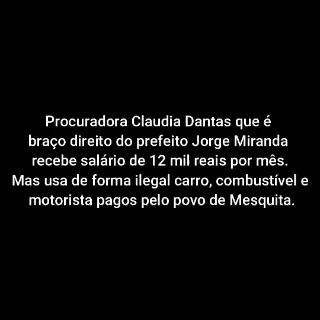 Procuradora Claudia Dantas que é
braço direito do prefeito Jorge Miranda
recebe salário de 12 mil reais por mês.
Mas usa de forma ilegal carro, combustível e
motorista pagos pelo povo de Mesquita.